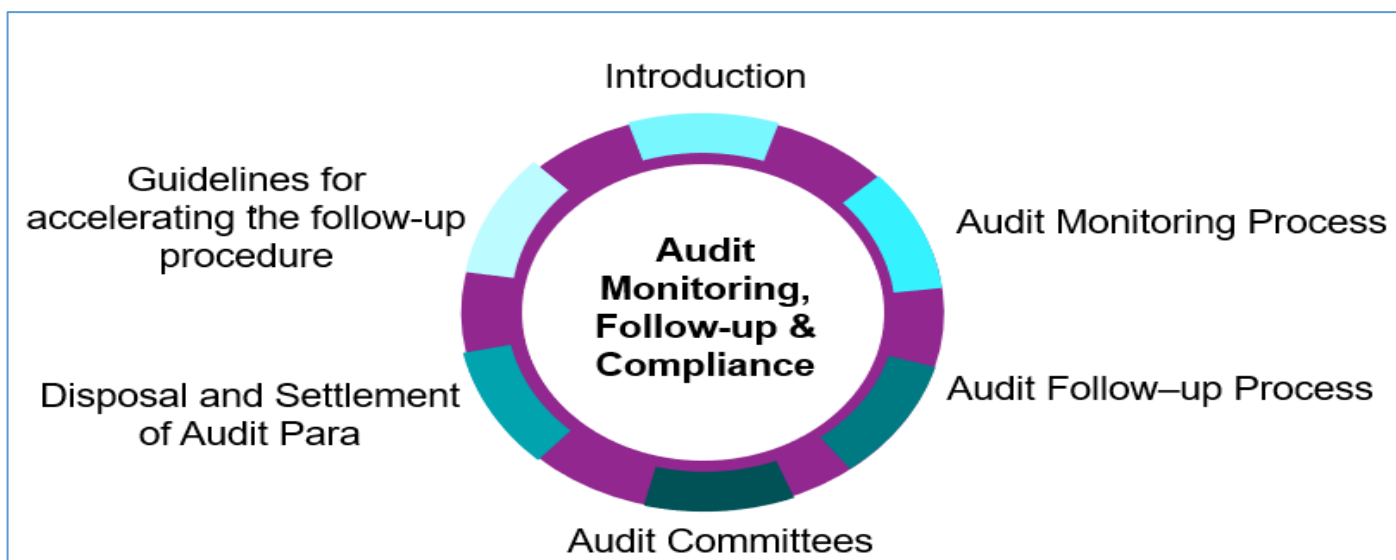 Introduction
Guidelines for
accelerating the follow-up
procedure
Audit Monitoring Process
Audit
Monitoring,
Follow-up &
Compliance
Disposal and Settlement
of Audit Para
Audit Follow–up Process
Audit Committees